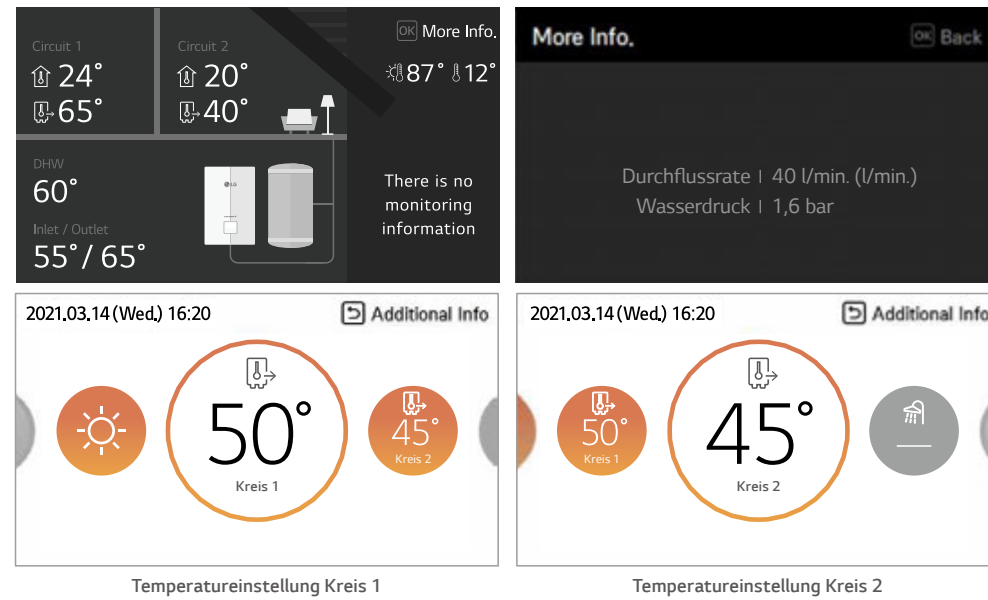 Circuit 1
24°
65°
Circuit 2
20°
40°
OK More Info.
87° 12°
DHW
60°
Inlet / Outlet
55°/ 65°
LG
There is no
monitoring
information
More Info.
OK Back
Durchflussrate I 40 l/min. (l/min.)
Wasserdruck I 1,6 bar
2021.03.14 (Wed.) 16:20
Additional Info
50°
Kreis 1
45°
Kreis 2
Temperatureinstellung Kreis 1
2021.03.14 (Wed.) 16:20
Additional Info
50°
Kreis 1
45°
Kreis 2
Temperatureinstellung Kreis 2